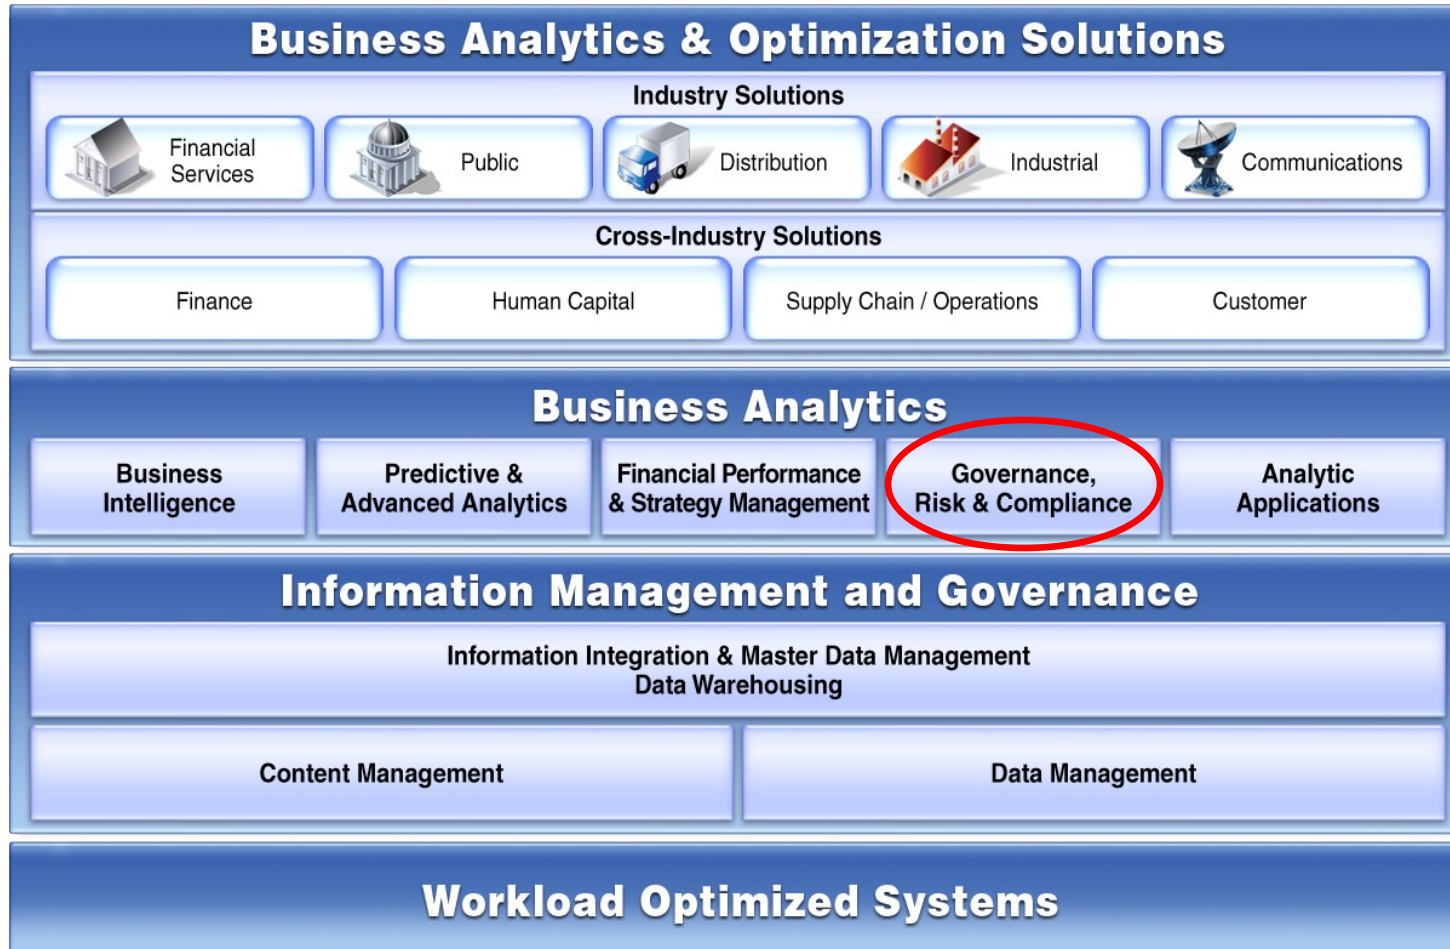 Business Analytics & Optimization Solutions
Industry Solutions
Financial
Services
Public
Distribution
Industrial
Communications
Cross-Industry Solutions
Finance
Human Capital
Supply Chain / Operations
Customer
Business Analytics
Business
Intelligence
Predictive &
Advanced Analytics
Financial Performance
& Strategy Management
Governance,
Risk & Compliance
Analytic
Applications
Information Management and Governance
Information Integration & Master Data Management
Data Warehousing
Content Management
Data Management
Workload Optimized Systems